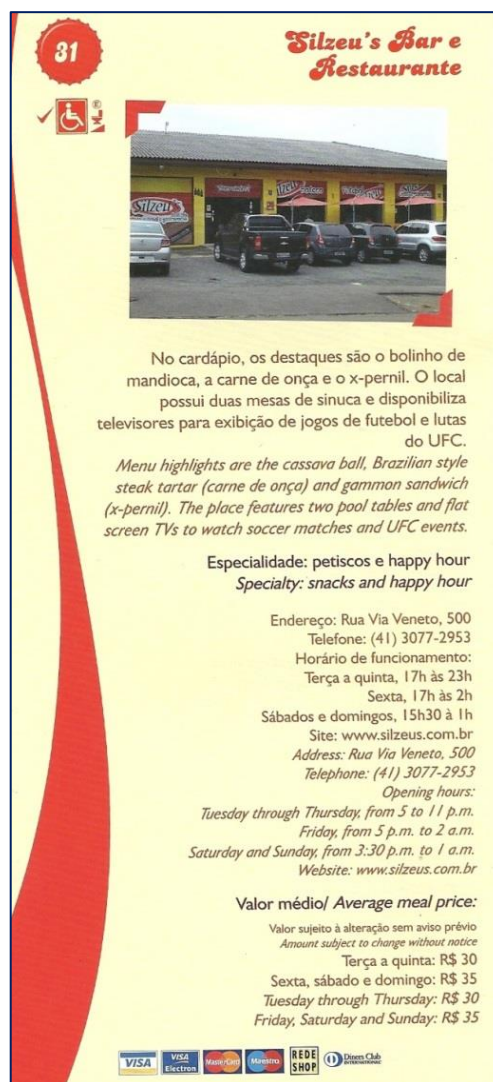 31
Silzeu's Bar e
Restaurante
Silzeu's
No cardápio, os destaques são o bolinho de
mandioca, a carne de onça e o x-pernil. O local
possui duas mesas de sinuca e disponibiliza
televisores para exibição de jogos de futebol e lutas
do UFC.
Menu highlights are the cassava ball, Brazilian style
steak tartar (carne de onça) and gammon sandwich
(x-pernil). The place features two pool tables and flat
screen TVs to watch soccer matches and UFC events.
Especialidade: petiscos e happy hour
Specialty: snacks and happy hour
Endereço: Rua Via Veneto, 500
Telefone: (41) 3077-2953
Horário de funcionamento:
Terça a quinta, 17h às 23h
Sexta, 17h às 2h
Sábados e domingos, 15h30 à 1h
Site: www.silzeus.com.br
Address: Rua Via Veneto, 500
Telephone: (41) 3077-2953
Opening hours:
Tuesday through Thursday, from 5 to 11 p.m.
Friday, from 5 p.m. to 2 a.m.
Saturday and Sunday, from 3:30 p.m. to 1 a.m.
Website: www.silzeus.com.br
Valor médio/ Average meal price:
Valor sujeito à alteração sem aviso prévio
Amount subject to change without notice
Terça a quinta: R$ 30
Sexta, sábado e domingo: R$ 35
Tuesday through Thursday: R$ 30
Friday, Saturday and Sunday: R$ 35
VISA VISA Electron MasterCard Maestro REDE SHOP Diners Club INTERNATIONAL